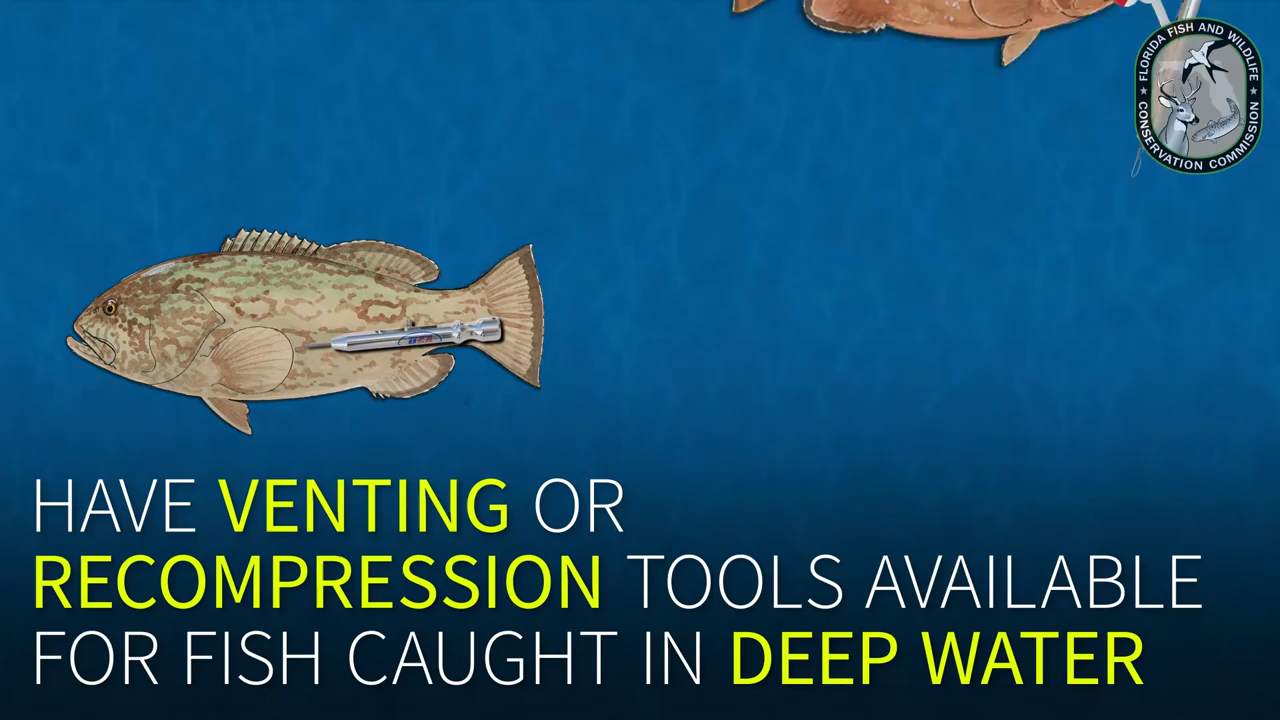 FLORIDA FISH AND WILDLIFE
CONSERVATION COMMISSION
HAVE VENTING OR
RECOMPRESSION TOOLS AVAILABLE
FOR FISH CAUGHT IN DEEP WATER